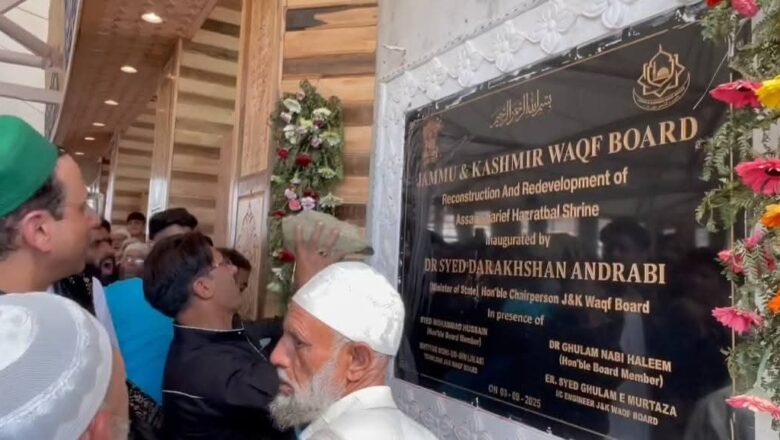 بسم الله الرحمن الرحيم
JAMMU & KASHMIR WAQF BOARD
Reconstruction And Redevelopment of
Assar Sharief Hazratbal Shrine
Inaugurated by
DR SYED DARAKHSHAN ANDRABI
(Minister of State) Hon'ble Chairperson J&K Waqf Board
In presence of
SYED MOHAMMAD HUSSAIN
(Hon'ble Board Member)
TEHSILDAR J&K WAQF BOARD
DR GHULAM NABI HALEEM
(Hon'ble Board Member)
ER. SYED GHULAM E MURTAZA
ENGINEER J&K WAQF BOARD
ON 03-09-2025